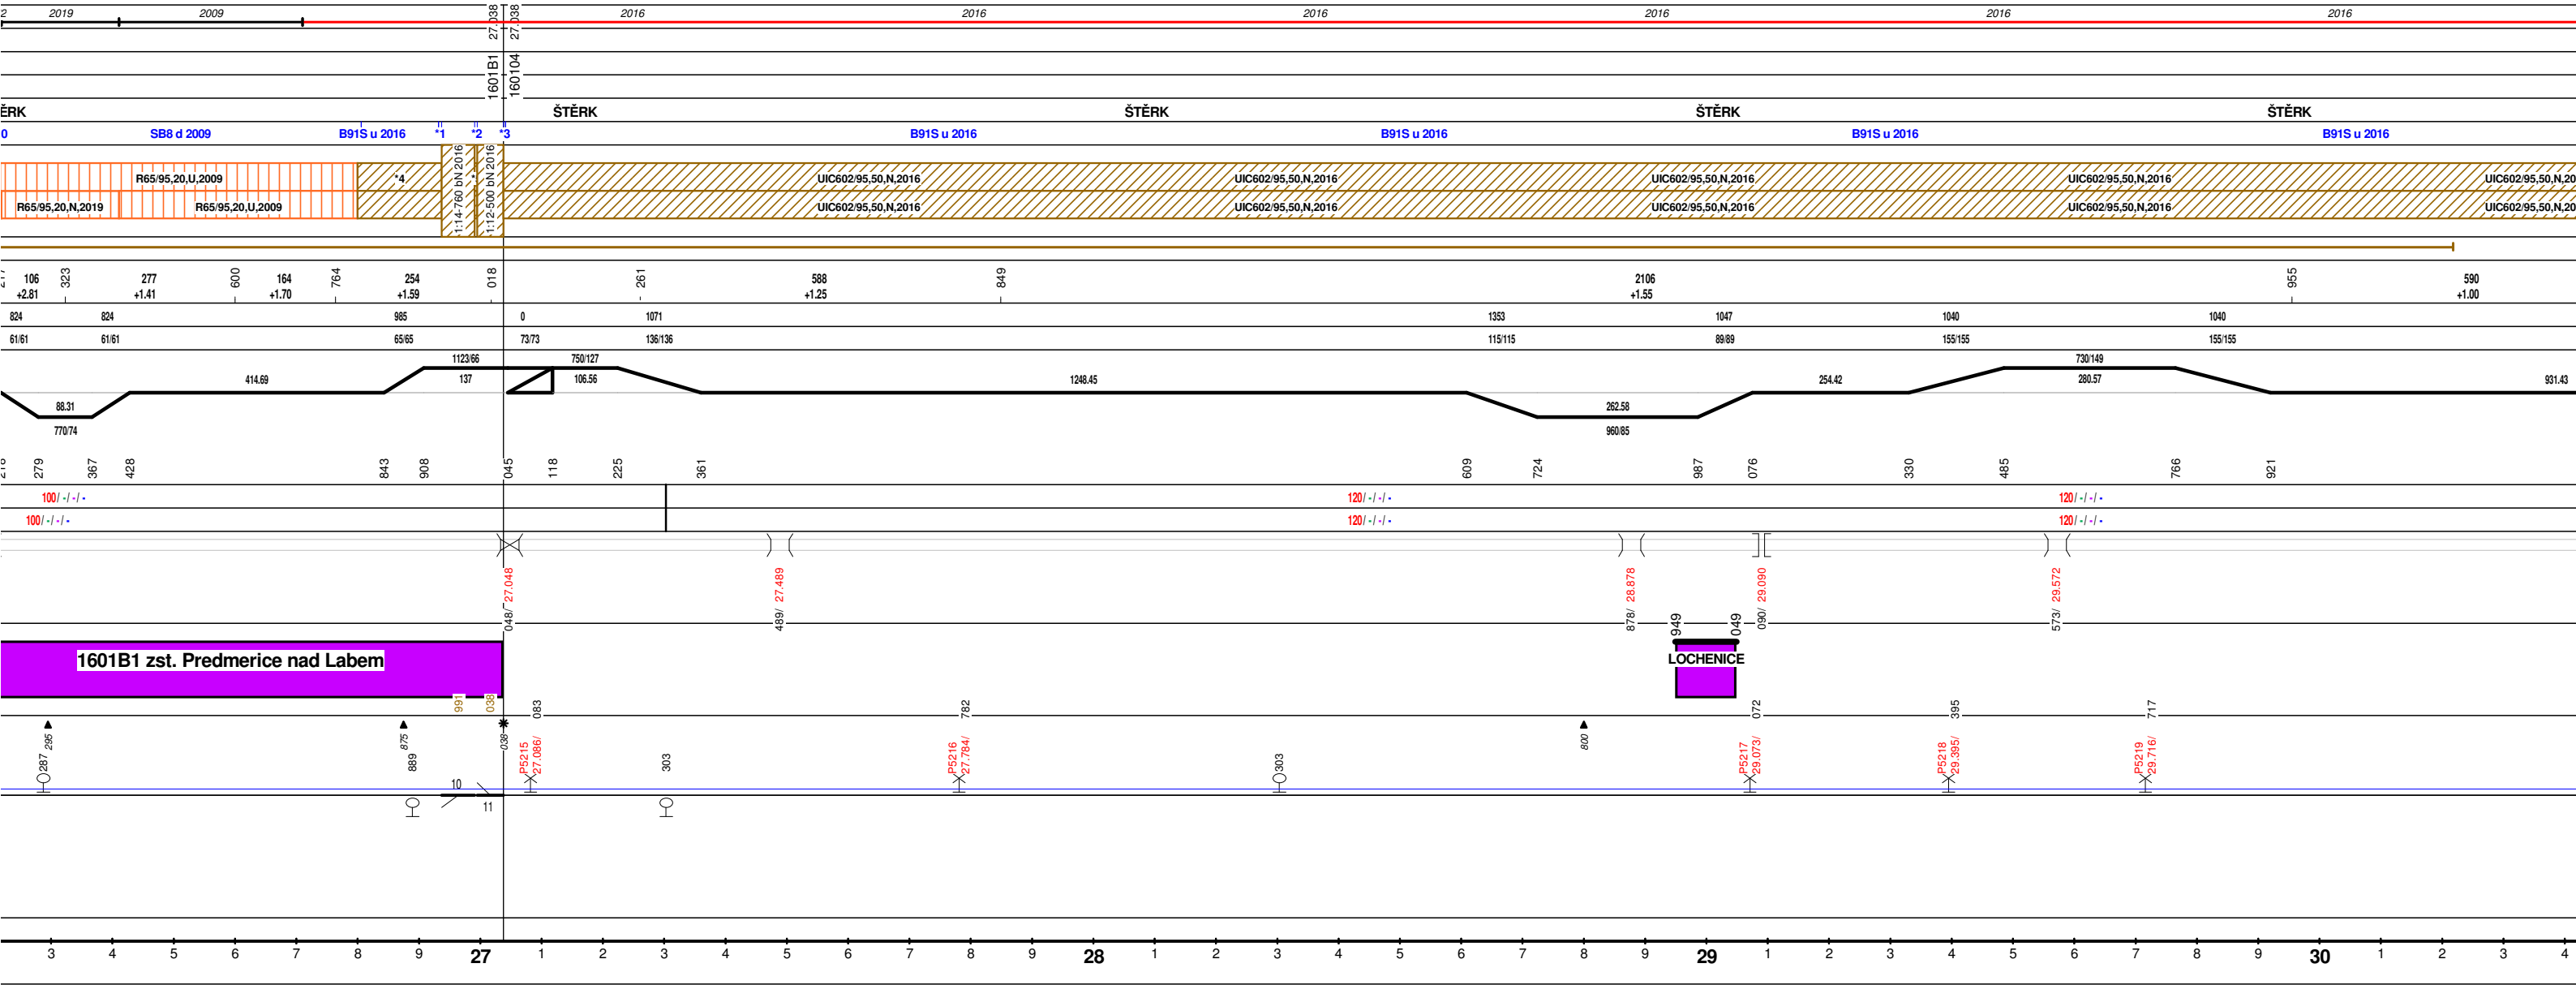 2 2019 2009 2016 2016 2016 2016 2016 2016
27.038 27.038
1601B1 160104
ĚRK ŠTĚRK ŠTĚRK ŠTĚRK ŠTĚRK
0 SB8 d 2009 B91S u 2016 *1 *2 *3 B91S u 2016 B91S u 2016 B91S u 2016 B91S u 2016
R65/95,20,U,2009 *4 UIC602/95,50,N,2016 UIC602/95,50,N,2016 UIC602/95,50,N,2016 UIC602/95,50,N,2016 UIC602/95,50,N,20
1:14-760 bN 2016 * 1:12-500 bN 2016
R65/95,20,N,2019 R65/95,20,U,2009 UIC602/95,50,N,2016 UIC602/95,50,N,2016 UIC602/95,50,N,2016 UIC602/95,50,N,2016 UIC602/95,50,N,20
106 323 277 600 164 764 254 018 261 588 849 2106 955 590
+2.81 +1.41 +1.70 +1.59 +1.25 +1.55 +1.00
824 824 985 0 1071 1353 1047 1040 1040
61/61 61/61 65/65 73/73 136/136 115/115 89/89 155/155 155/155
1123/66 750/127 730/149
414.69 137 106.56 1248.45 254.42 280.57 931.43
88.31 262.58
770/74 960/85
279 367 428 843 908 045 118 225 361 609 724 987 076 330 485 766 921
100/ -/ -/ - 120/ -/ -/ - 120/ -/ -/ -
100/ -/ -/ - 120/ -/ -/ - 120/ -/ -/ -
048/ 27.048 489/ 27.489 878/ 28.878 090/ 29.090 573/ 29.572
949 049
1601B1 zst. Predmerice nad Labem LOCHENICE
991 038
083 782 072 395 717
295 875 038 800
287 889 P5215 27.086/ 303 P5216 27.784/ 303 P5217 29.073/ P5218 29.395/ P5219 29.716/
10
11
3 4 5 6 7 8 9 27 1 2 3 4 5 6 7 8 9 28 1 2 3 4 5 6 7 8 9 29 1 2 3 4 5 6 7 8 9 30 1 2 3 4